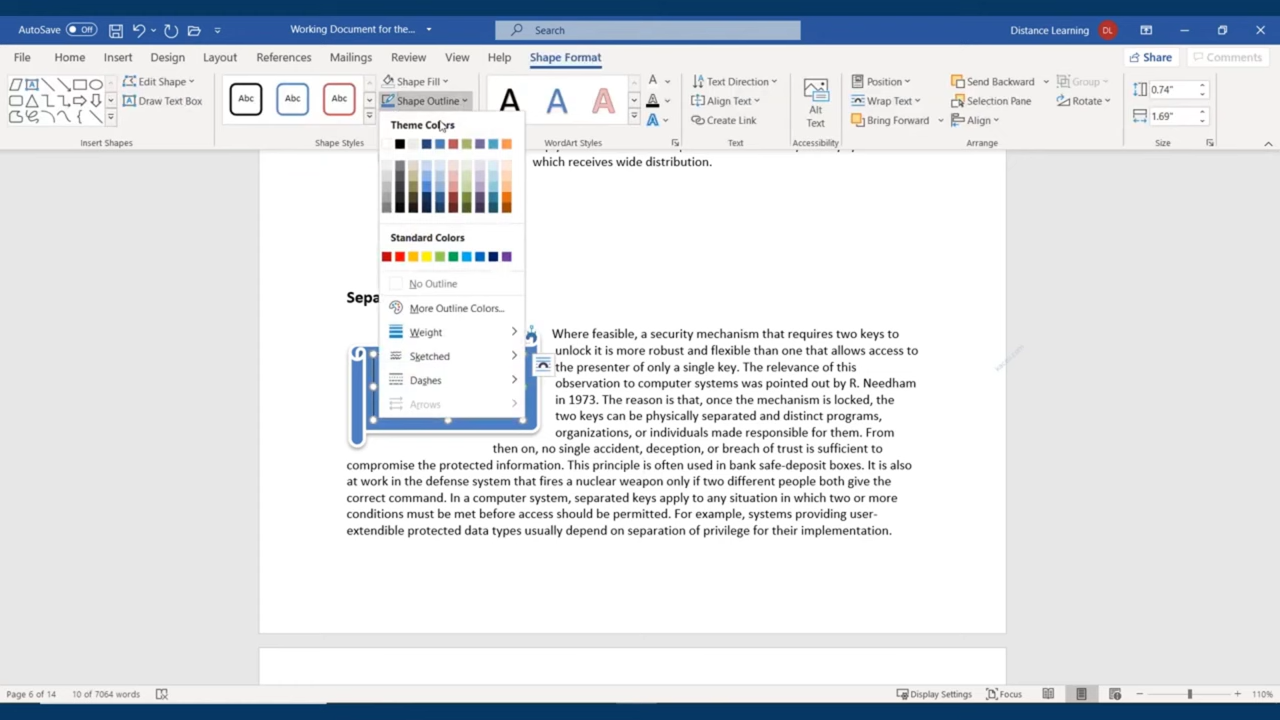 AutoSave Off
Working Document for the...
Search
Distance Learning DL
File Home Insert Design Layout References Mailings Review View Help Shape Format
Share Comments
Edit Shape
Draw Text Box
Insert Shapes
Abc Abc Abc
Shape Fill
Shape Outline
Shape Styles
A A A
A
A
A
Text Direction
Align Text
Create Link
Text
Alt
Text
Accessibility
Position
Wrap Text
Bring Forward
Send Backward
Selection Pane
Align
Group
Rotate
Arrange
0.74"
1.69"
Size
Theme Colors
Standard Colors
No Outline
More Outline Colors...
Weight
Sketched
Dashes
Arrows
which receives wide distribution.
Sepa
Where feasible, a security mechanism that requires two keys to
unlock it is more robust and flexible than one that allows access to
the presenter of only a single key. The relevance of this
observation to computer systems was pointed out by R. Needham
in 1973. The reason is that, once the mechanism is locked, the
two keys can be physically separated and distinct programs,
organizations, or individuals made responsible for them. From
then on, no single accident, deception, or breach of trust is sufficient to
compromise the protected information. This principle is often used in bank safe-deposit boxes. It is also
at work in the defense system that fires a nuclear weapon only if two different people both give the
correct command. In a computer system, separated keys apply to any situation in which two or more
conditions must be met before access should be permitted. For example, systems providing user-
extendible protected data types usually depend on separation of privilege for their implementation.
Page 6 of 14 10 of 7064 words
Display Settings Focus
110%